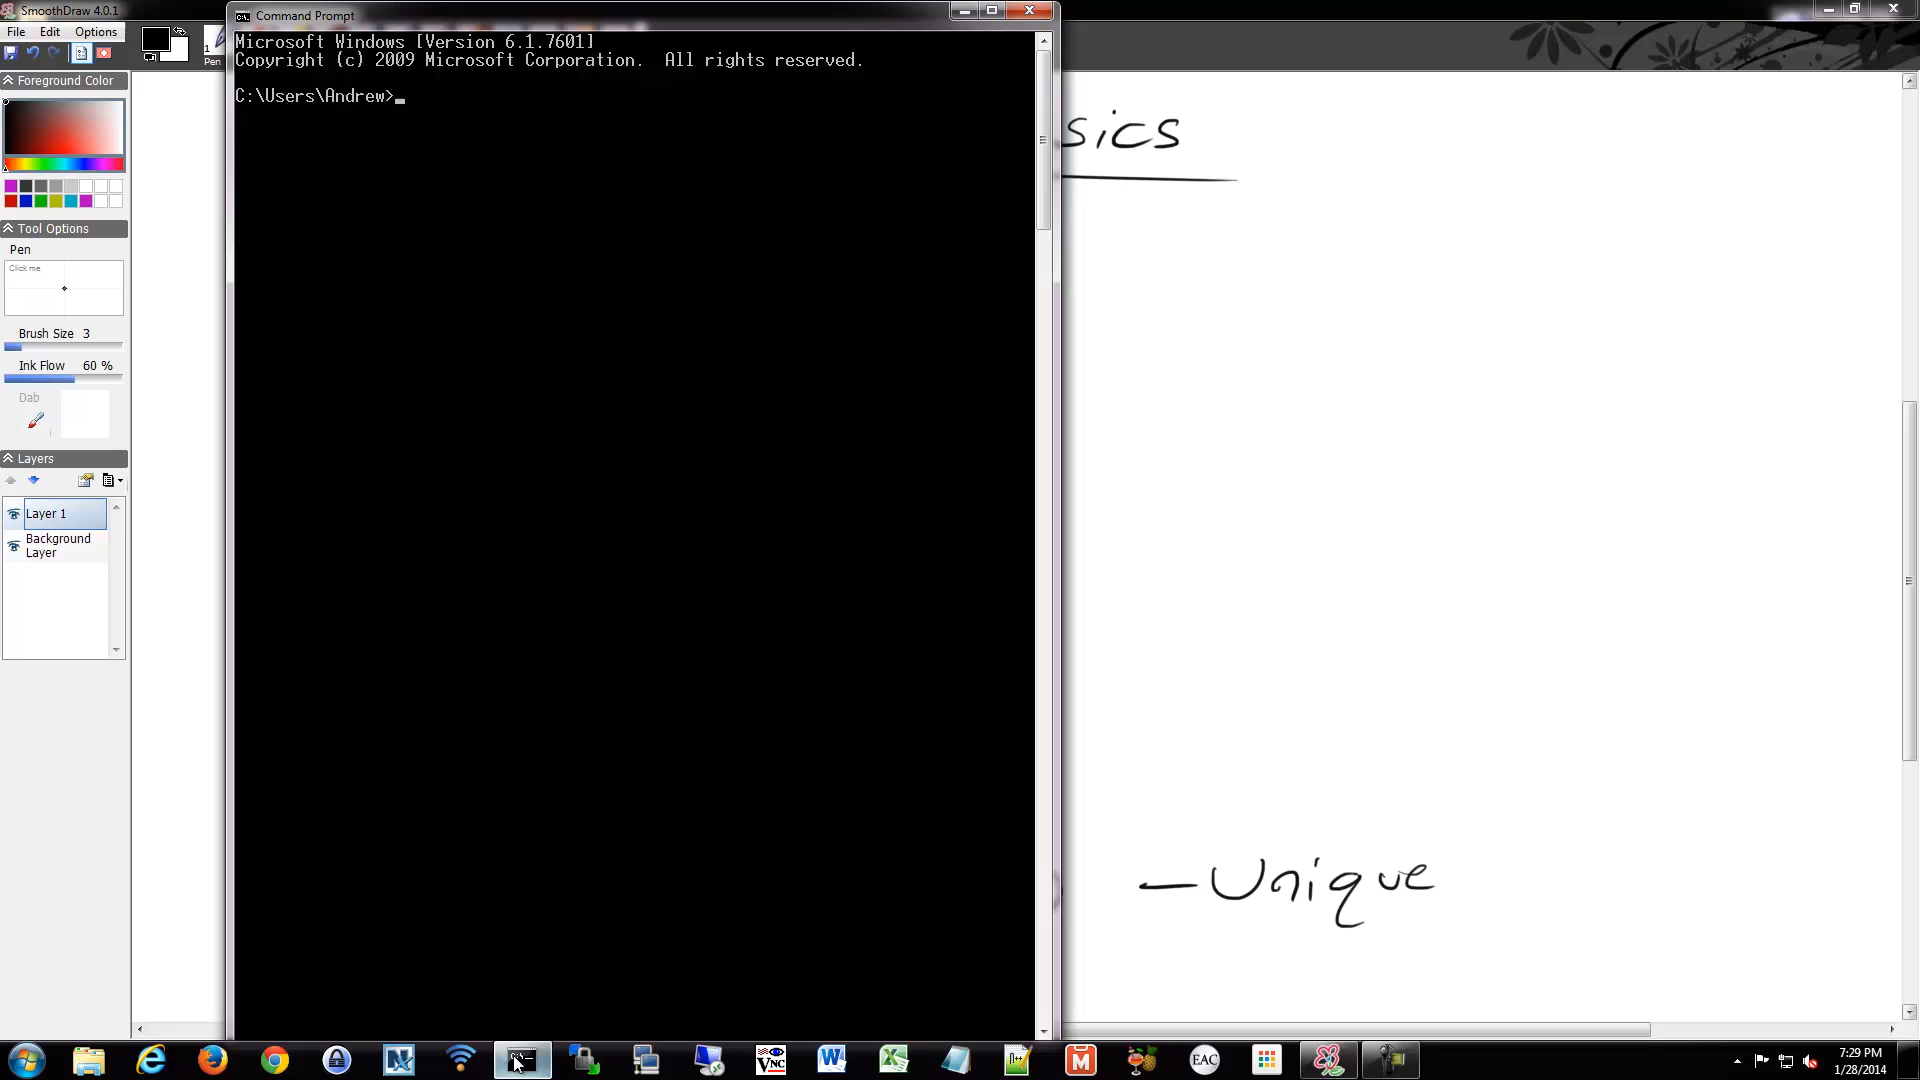 SmoothDraw 4.0.1
File Edit Options
1
Pen
Foreground Color
Tool Options
Pen
Click me
Brush Size 3
Ink Flow 60 %
Dab
Layers
Layer 1
Background
Layer
Command Prompt
Microsoft Windows [Version 6.1.7601]
Copyright (c) 2009 Microsoft Corporation. All rights reserved.
C:\Users\Andrew>_
sics
—Unique
VNC
EAC
7:29 PM
1/28/2014